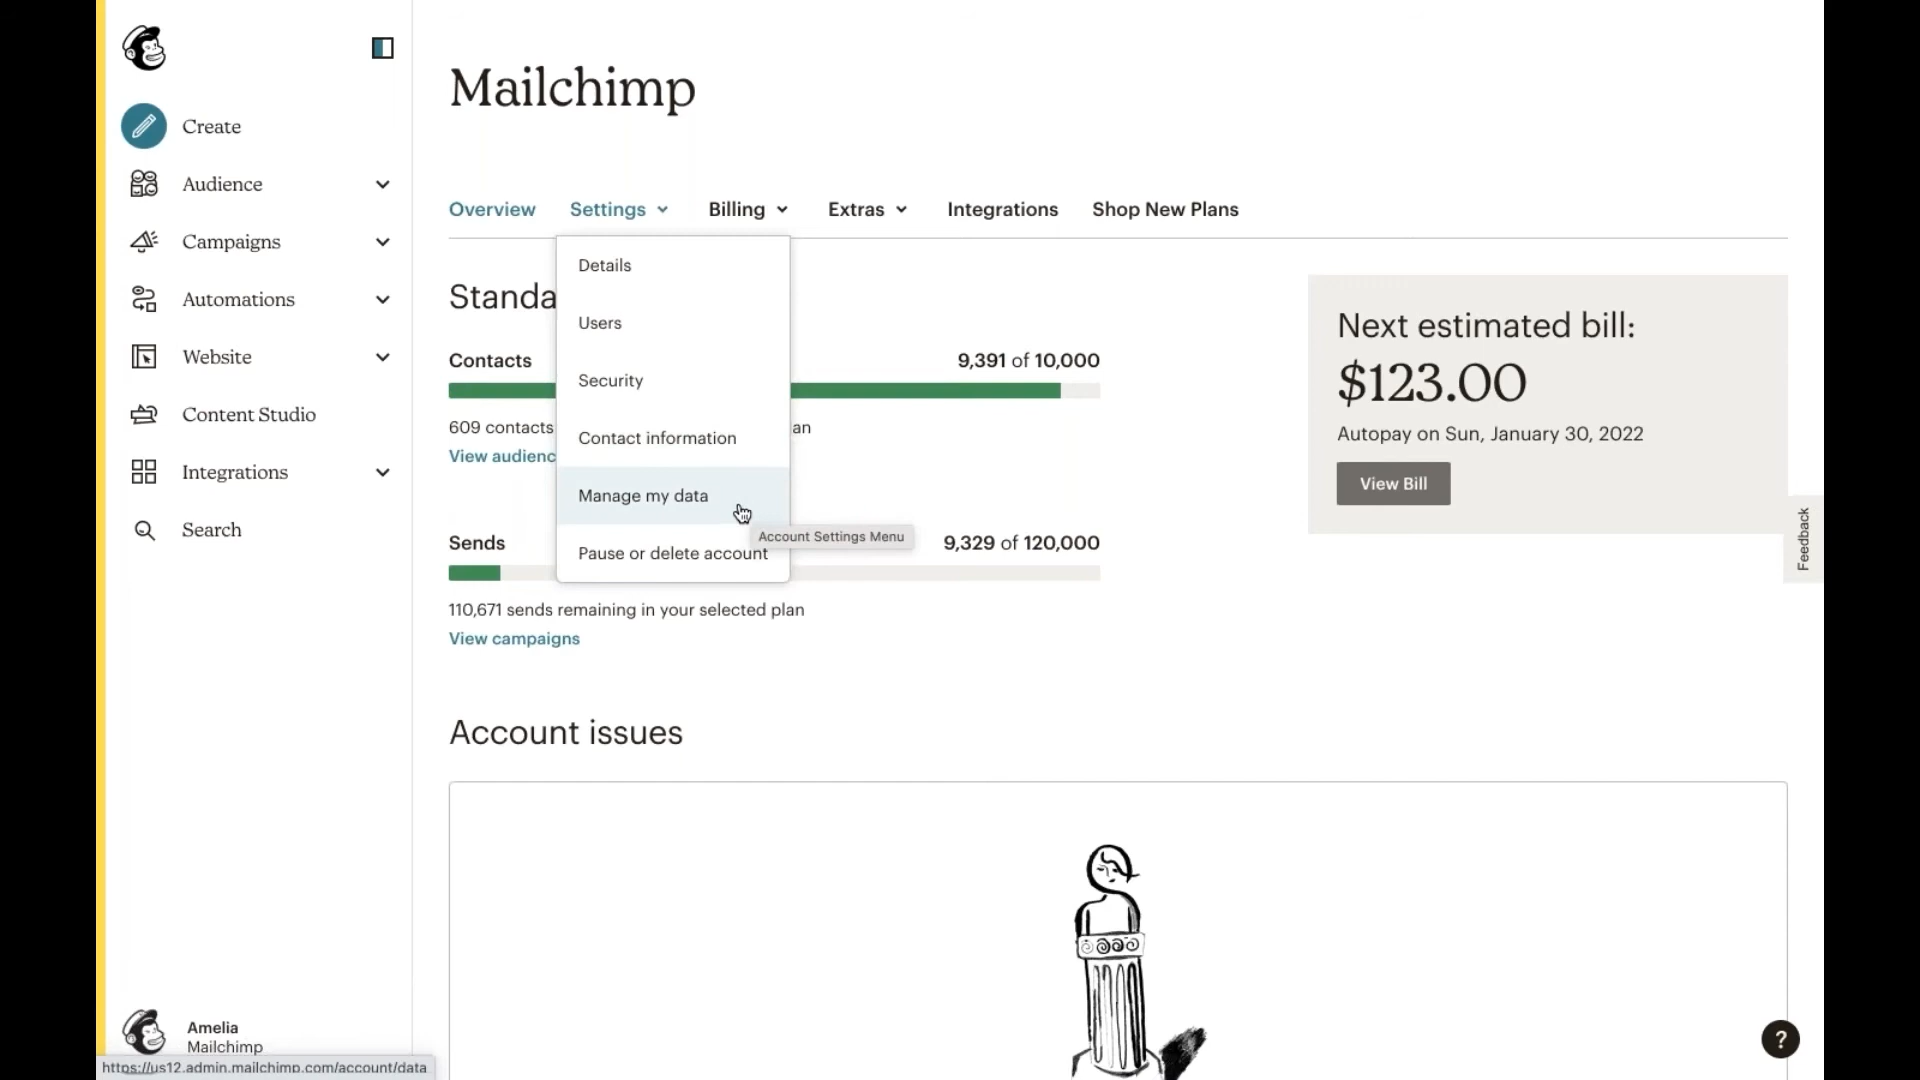 Mailchimp
Create
Audience
Campaigns
Automations
Website
Content Studio
Integrations
Search
Overview
Settings
Billing
Extras
Integrations
Shop New Plans
Details
Users
Security
Contact information
Manage my data
Pause or delete account
Account Settings Menu
Standa
Contacts
9,391 of 10,000
609 contacts
an
View audienc
Sends
9,329 of 120,000
110,671 sends remaining in your selected plan
View campaigns
Next estimated bill:
$123.00
Autopay on Sun, January 30, 2022
View Bill
Feedback
Account issues
Amelia
Mailchimp
https://us12.admin.mailchimp.com/account/data
?